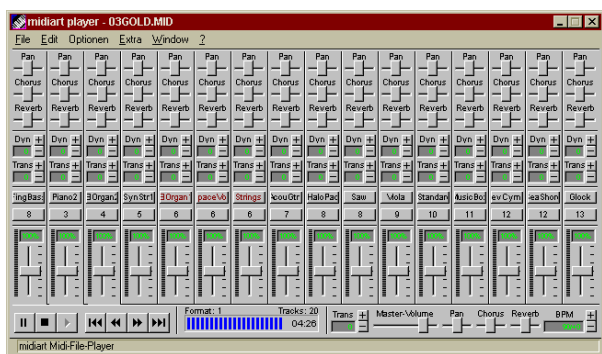 midiart player - 03GOLD.MID
File Edit Optionen Extra Window ?
Pan Pan Pan Pan Pan Pan Pan Pan Pan Pan Pan Pan Pan Pan Pan
Chorus Chorus Chorus Chorus Chorus Chorus Chorus Chorus Chorus Chorus Chorus Chorus Chorus Chorus Chorus
Reverb Reverb Reverb Reverb Reverb Reverb Reverb Reverb Reverb Reverb Reverb Reverb Reverb Reverb Reverb
Dyn + Dyn + Dyn + Dyn + Dyn + Dyn + Dyn + Dyn + Dyn + Dyn + Dyn + Dyn + Dyn + Dyn + Dyn +
Trans + Trans + Trans + Trans + Trans + Trans + Trans + Trans + Trans + Trans + Trans + Trans + Trans + Trans + Trans +
Piano2 SynStr1 Strings HaloPad Saw Viola Standan Glock
8 3 4 5 6 6 6 7 8 8 9 10 11 12 12 13
Format: 1 Tracks: 20
04:26
Trans + Master-Volume Pan Chorus Reverb BPM +
midiart Midi-File-Player